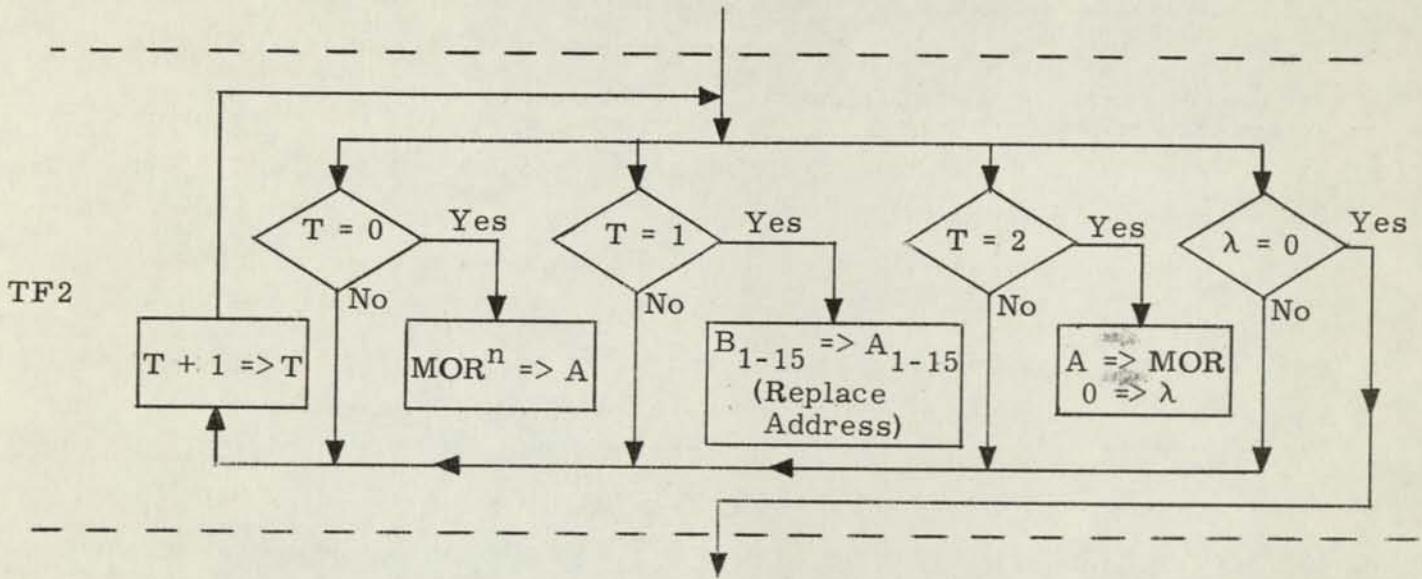 T = 0
Yes
No
T = 1
Yes
No
T = 2
Yes
No
λ = 0
Yes
No
TF2
T + 1 => T
MORⁿ => A
B₁₋₁₅ => A₁₋₁₅
(Replace
Address)
A => MOR
0 => λ